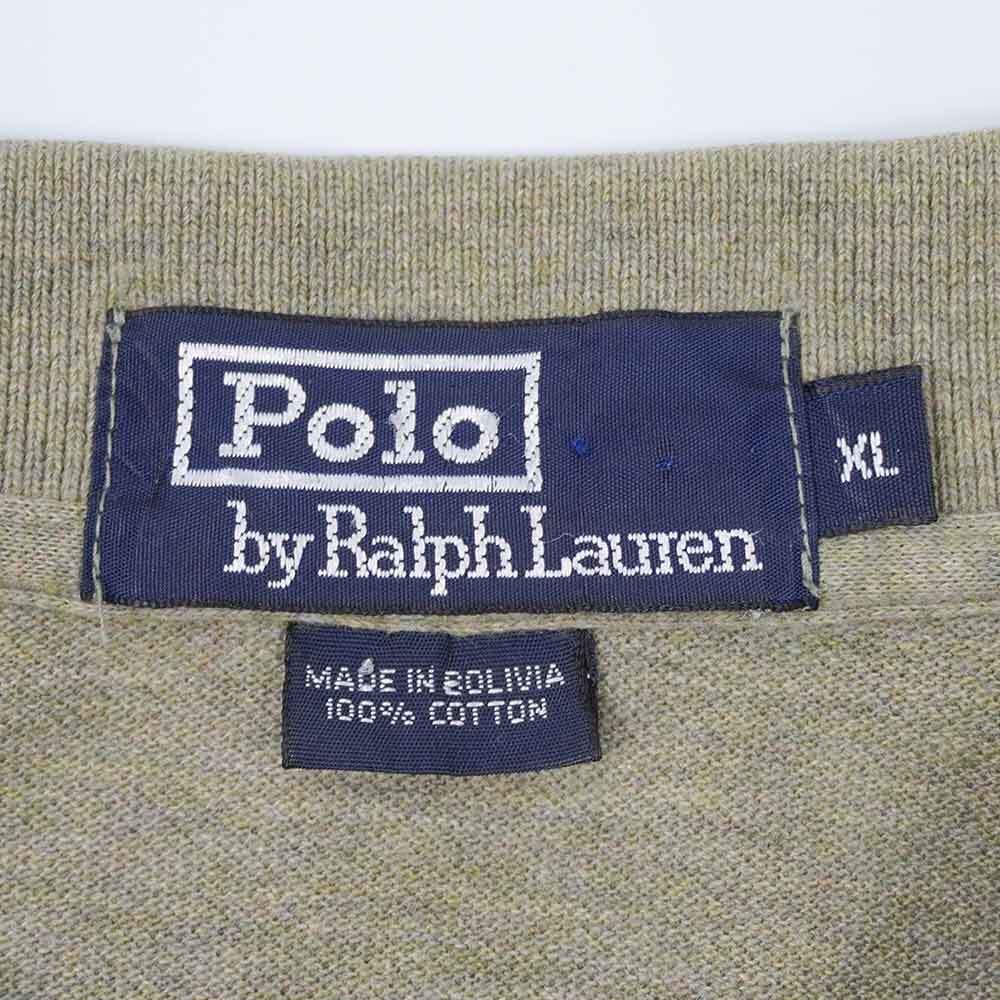 Polo
by Ralph Lauren
XL
MADE IN BOLIVIA
100% COTTON